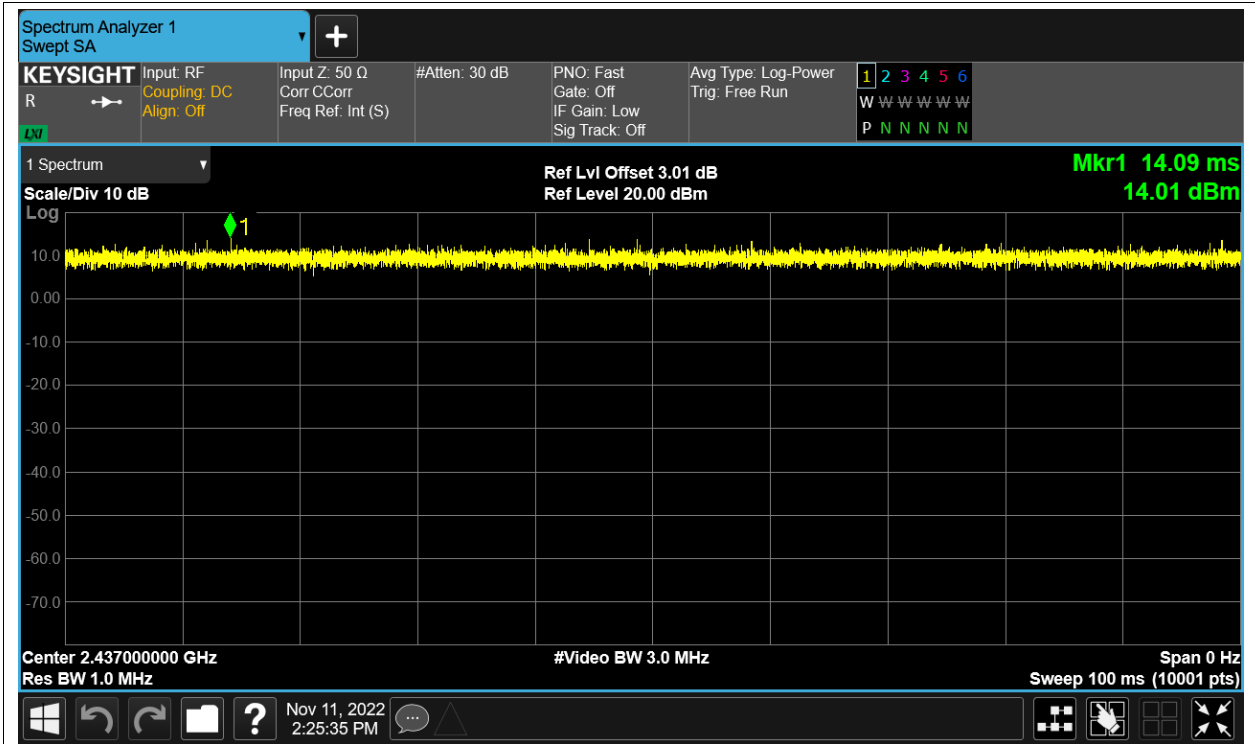 Spectrum Analyzer 1
Swept SA
+
KEYSIGHT
R
LXI
Input: RF
Coupling: DC
Align: Off
Input Z: 50 Ω
Corr CCorr
Freq Ref: Int (S)
#Atten: 30 dB
PNO: Fast
Gate: Off
IF Gain: Low
Sig Track: Off
Avg Type: Log-Power
Trig: Free Run
1 2 3 4 5 6
W W W W W W
P N N N N N
1 Spectrum
Scale/Div 10 dB
Log
Ref Lvl Offset 3.01 dB
Ref Level 20.00 dBm
Mkr1 14.09 ms
14.01 dBm
1
10.0
0.00
-10.0
-20.0
-30.0
-40.0
-50.0
-60.0
-70.0
Center 2.437000000 GHz
Res BW 1.0 MHz
#Video BW 3.0 MHz
Span 0 Hz
Sweep 100 ms (10001 pts)
?
Nov 11, 2022
2:25:35 PM